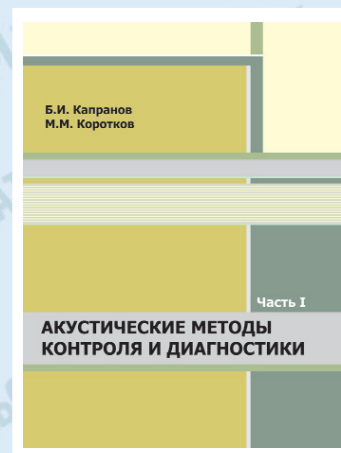 Б.И. Капранов
М.М. Коротков
Часть I
АКУСТИЧЕСКИЕ МЕТОДЫ
КОНТРОЛЯ И ДИАГНОСТИКИ